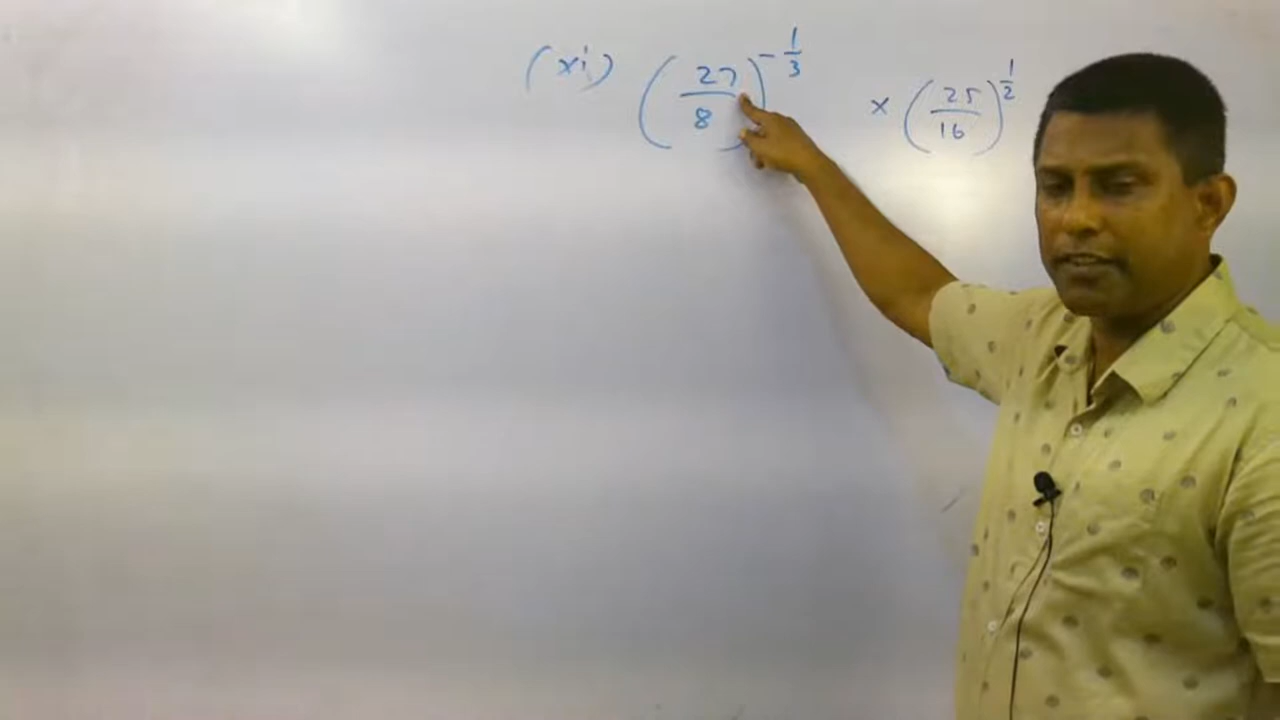 (xi) (27/8)^{-1/3} × (25/16)^{1/2}